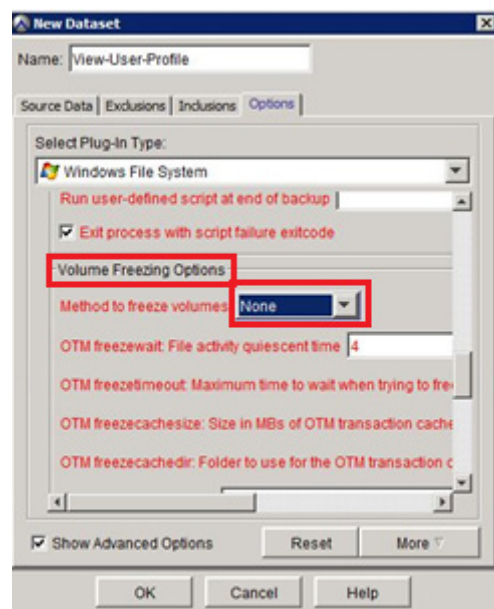 New Dataset
Name: View-User-Profile
Source Data Exclusions Inclusions Options
Select Plug-In Type:
Windows File System
Run user-defined script at end of backup
Exit process with script failure exitcode
Volume Freezing Options
Method to freeze volumes None
OTM freezewait: File activity quiescent time 4
OTM freezetimeout: Maximum time to wait when trying to free
OTM freezecachesize: Size in MBs of OTM transaction cache
OTM freezecachedir: Folder to use for the OTM transaction c
Show Advanced Options Reset More
OK Cancel Help